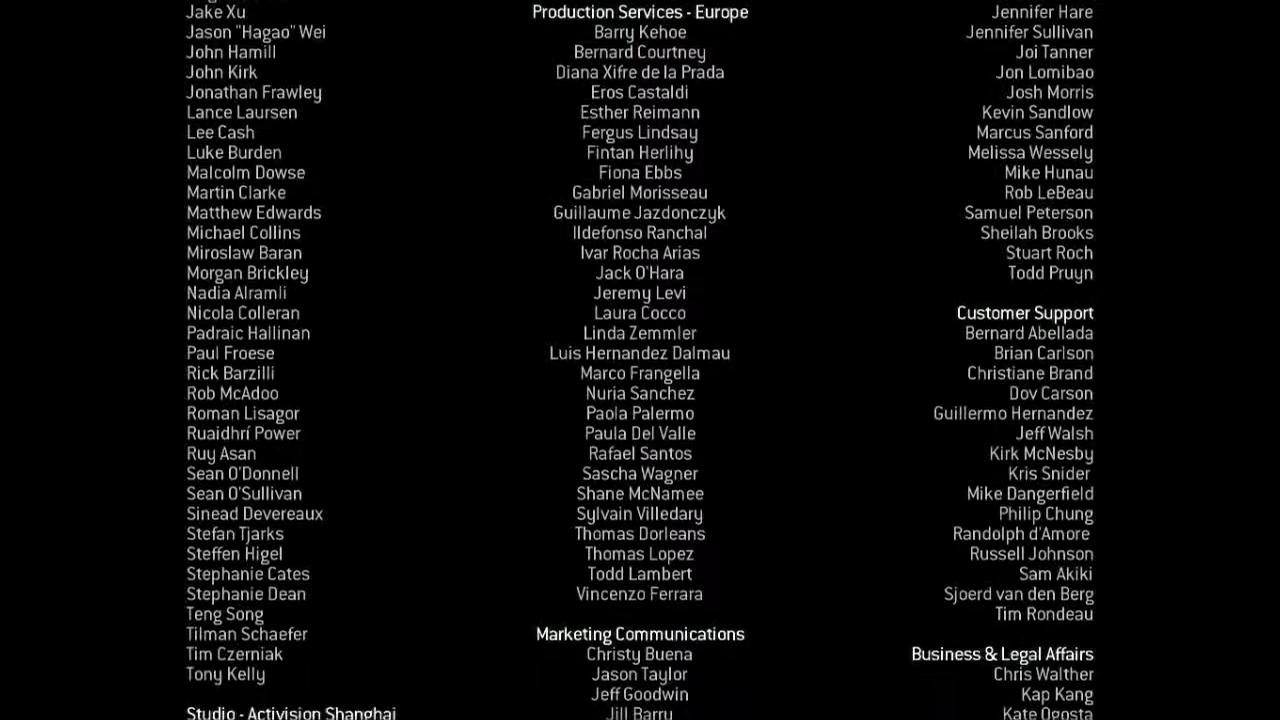 Jake Xu
Jason "Hagao" Wei
John Hamill
John Kirk
Jonathan Frawley
Lance Laursen
Lee Cash
Luke Burden
Malcolm Dowse
Martin Clarke
Matthew Edwards
Michael Collins
Miroslaw Baran
Morgan Brickley
Nadia Alramli
Nicola Colleran
Padraic Hallinan
Paul Froese
Rick Barzilli
Rob McAdoo
Roman Lisagor
Ruaidhrí Power
Ruy Asan
Sean O'Donnell
Sean O'Sullivan
Sinead Devereaux
Stefan Tjarks
Steffen Higel
Stephanie Cates
Stephanie Dean
Teng Song
Tilman Schaefer
Tim Czerniak
Tony Kelly
Studio - Activision Shanghai
Production Services - Europe
Barry Kehoe
Bernard Courtney
Diana Xifre de la Prada
Eros Castaldi
Esther Reimann
Fergus Lindsay
Fintan Herlihy
Fiona Ebbs
Gabriel Morisseau
Guillaume Jazdonczyk
Ildefonso Ranchal
Ivar Rocha Arias
Jack O'Hara
Jeremy Levi
Laura Cocco
Linda Zemmler
Luis Hernandez Dalmau
Marco Frangella
Nuria Sanchez
Paola Palermo
Paula Del Valle
Rafael Santos
Sascha Wagner
Shane McNamee
Sylvain Villedary
Thomas Dorleans
Thomas Lopez
Todd Lambert
Vincenzo Ferrara
Marketing Communications
Christy Buena
Jason Taylor
Jeff Goodwin
Jill Barry
Jennifer Hare
Jennifer Sullivan
Joi Tanner
Jon Lomibao
Josh Morris
Kevin Sandlow
Marcus Sanford
Melissa Wessely
Mike Hunau
Rob LeBeau
Samuel Peterson
Sheilah Brooks
Stuart Roch
Todd Pruyn
Customer Support
Bernard Abellada
Brian Carlson
Christiane Brand
Dov Carson
Guillermo Hernandez
Jeff Walsh
Kirk McNesby
Kris Snider
Mike Dangerfield
Philip Chung
Randolph d'Amore
Russell Johnson
Sam Akiki
Sjoerd van den Berg
Tim Rondeau
Business & Legal Affairs
Chris Walther
Kap Kang
Kate Ogosta